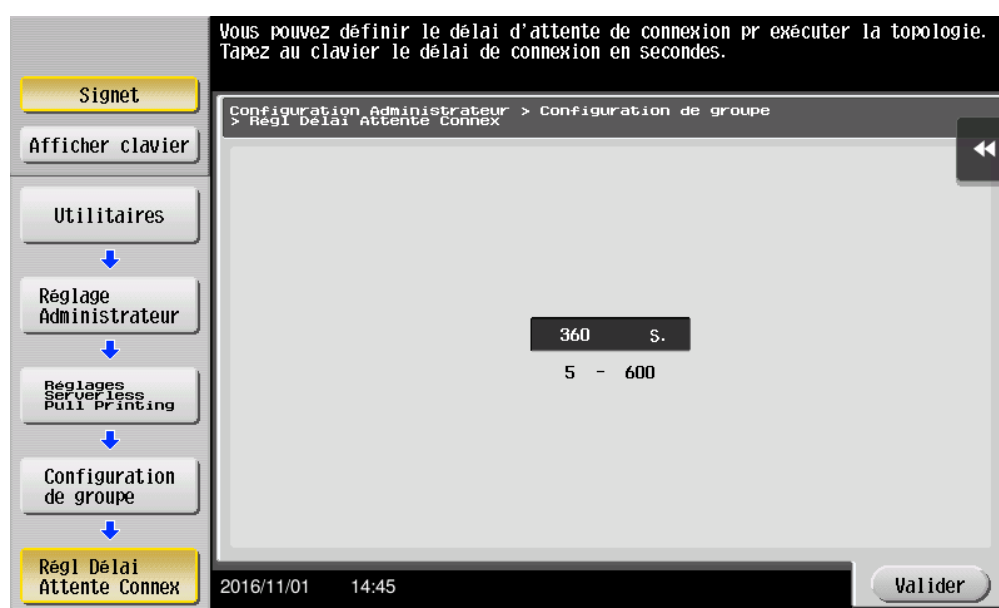 Vous pouvez définir le délai d'attente de connexion pr exécuter la topologie.
Tapez au clavier le délai de connexion en secondes.
Signet
Afficher clavier
Utilitaires
Réglage
Administrateur
Réglages
Serverless
Pull Printing
Configuration
de groupe
Régl Délai
Attente Connex
Configuration Administrateur > Configuration de groupe
> Régl Délai Attente Connex
360 S.
5 - 600
2016/11/01 14:45
Valider